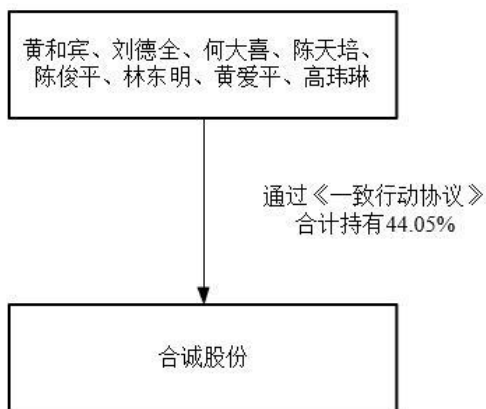 黄和宾、刘德全、何大喜、陈天培、
陈俊平、林东明、黄爱平、高玮琳
通过《一致行动协议》
合计持有44.05%
合诚股份